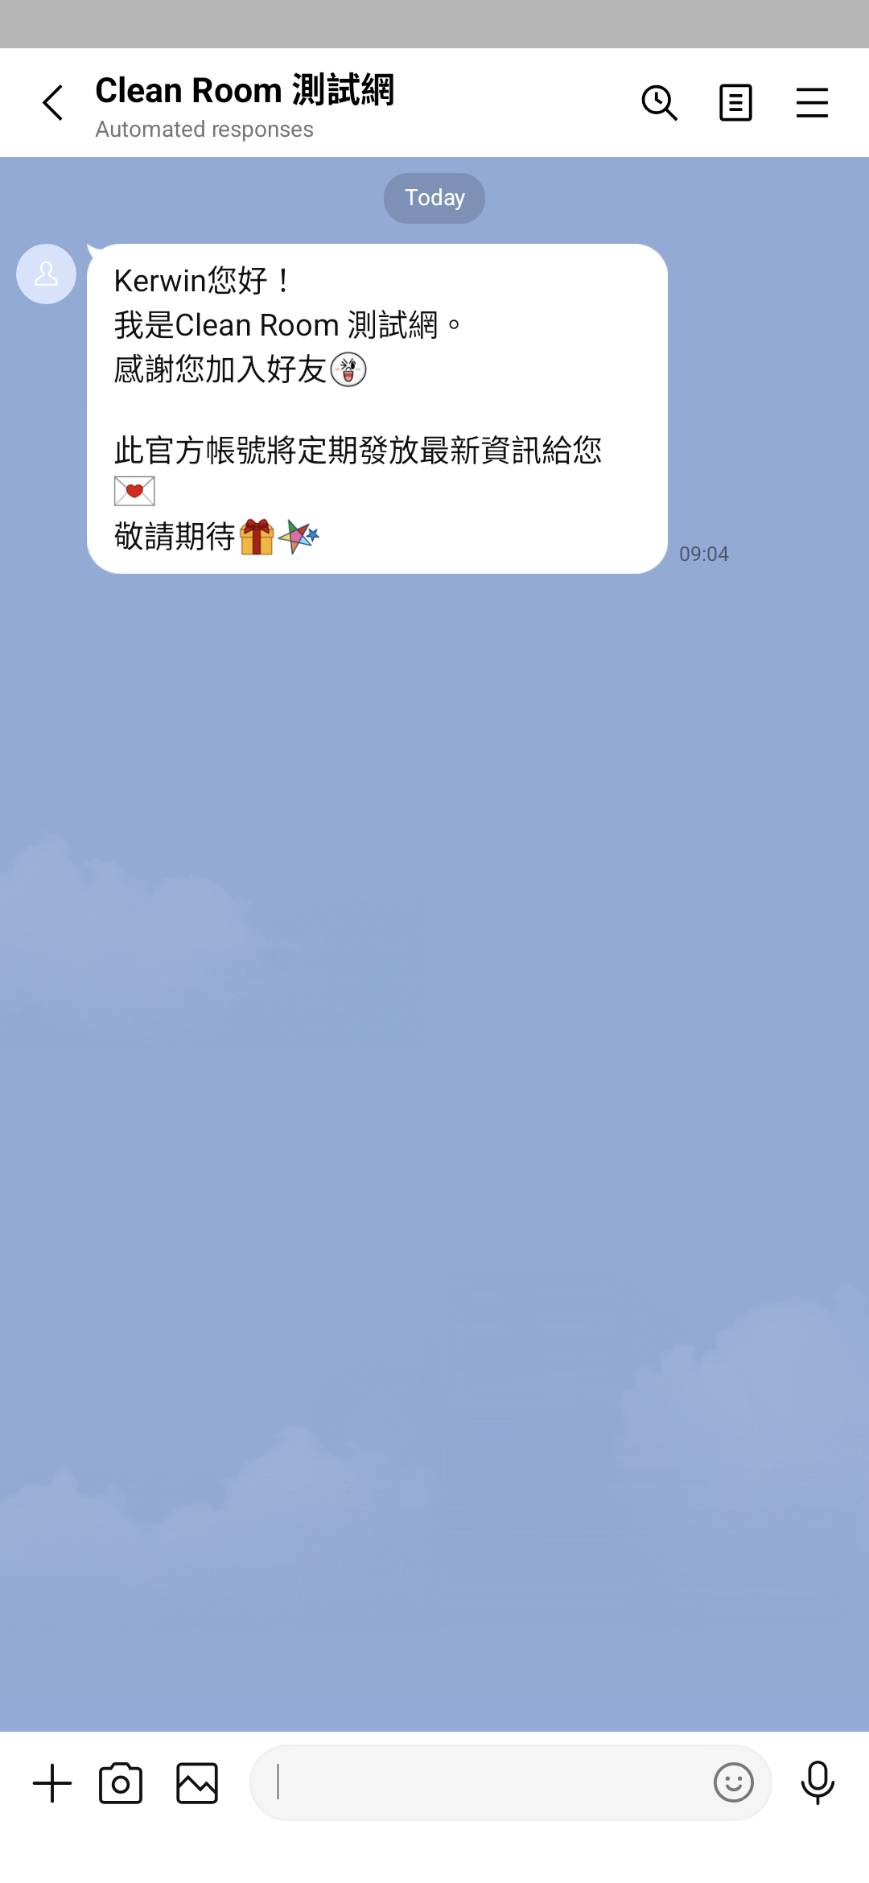 Clean Room 測試網
Automated responses
Today
Kerwin您好！
我是Clean Room 測試網。
感謝您加入好友
此官方帳號將定期發放最新資訊給您
敬請期待
09:04